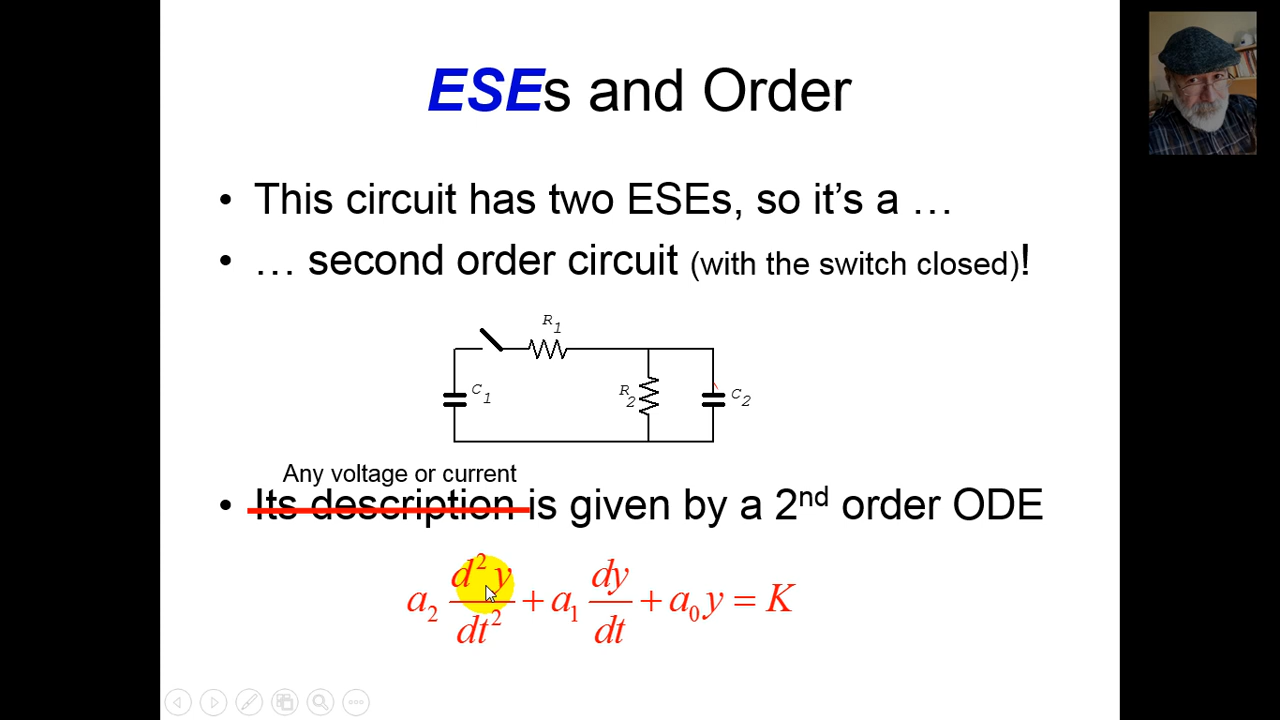 ESEs and Order
• This circuit has two ESEs, so it's a …
• … second order circuit (with the switch closed)!
R1
C1
R2
C2
Any voltage or current
• Its description is given by a 2nd order ODE
a₂ d²y/dt² + a₁ dy/dt + a₀y = K